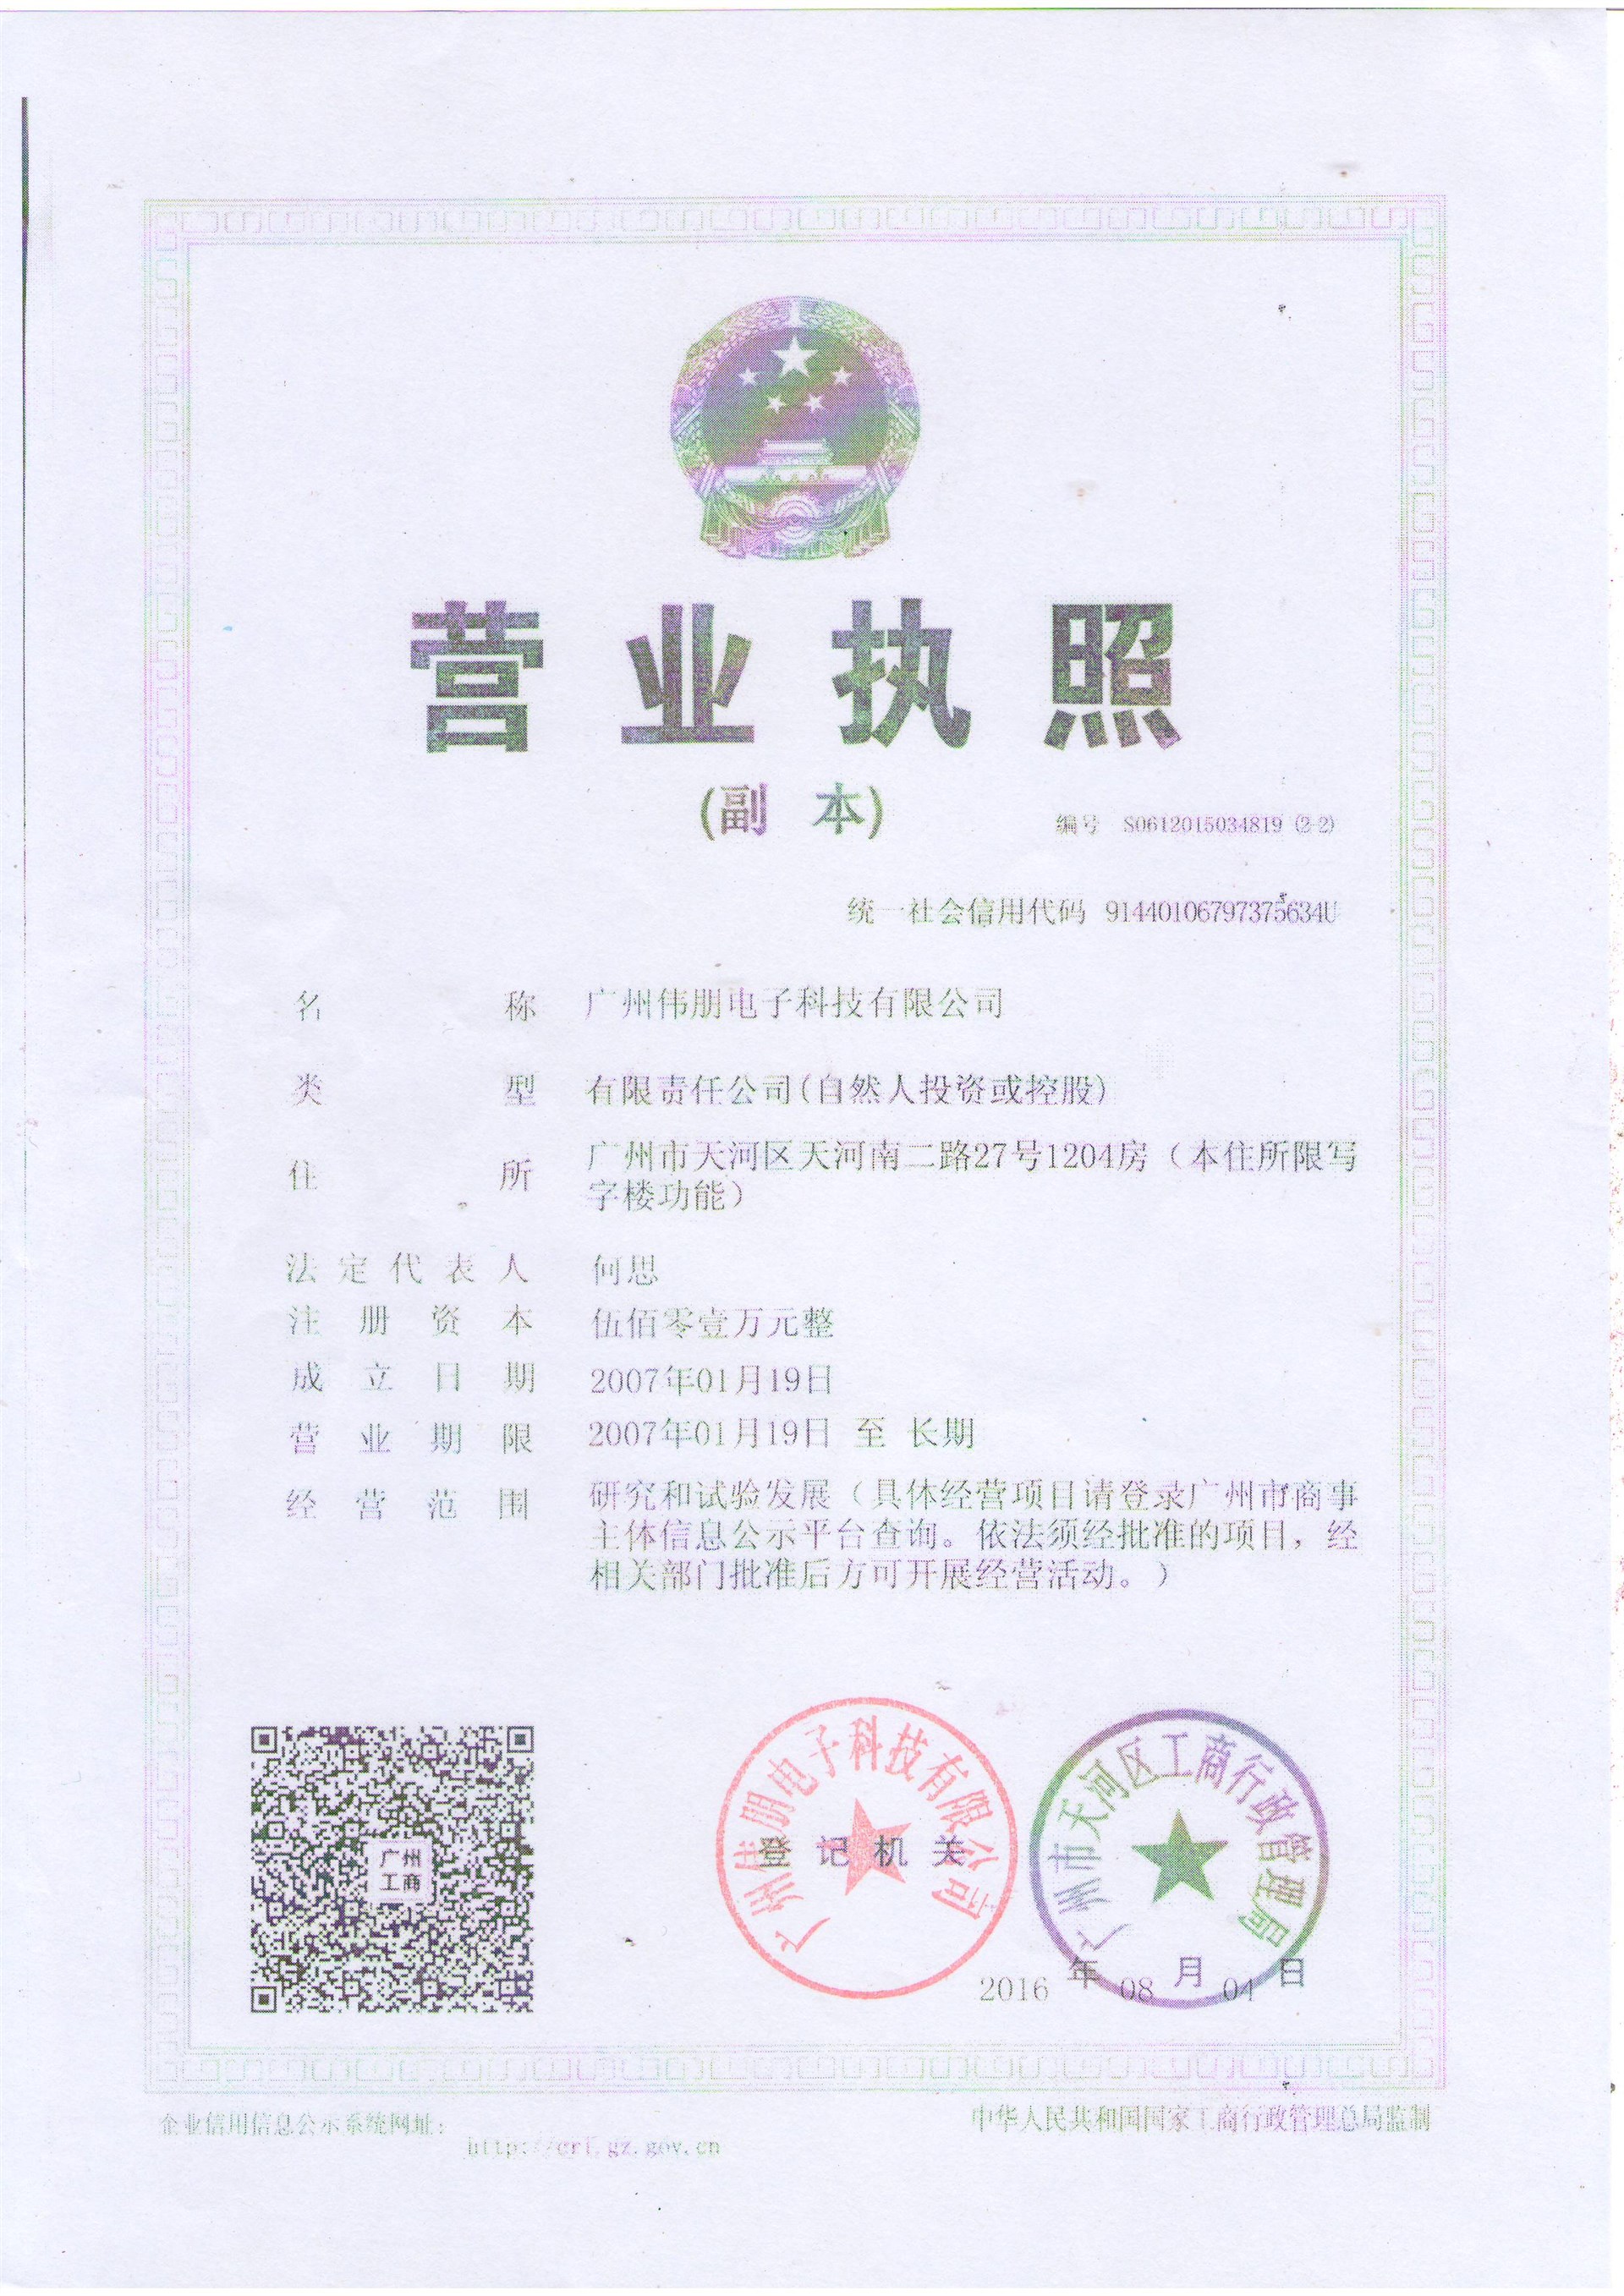 营业执照
(副 本)
编号 S0612015034819 (2-2)
统一社会信用代码 91440106797375634U
名 称 广州伟朋电子科技有限公司
类 型 有限责任公司(自然人投资或控股)
住 所 广州市天河区天河南二路27号1204房（本住所限写
字楼功能）
法定代表人 何思
注册资本 伍佰零壹万元整
成立日期 2007年01月19日
营业期限 2007年01月19日 至 长期
经营范围 研究和试验发展（具体经营项目请登录广州市商事
主体信息公示平台查询。依法须经批准的项目，经
相关部门批准后方可开展经营活动。）
广州
工商
广州伟朋电子科技有限公司
登记机关
广州市天河区工商行政管理局
2016 年 08 月 04 日
企业信用信息公示系统网址：
http://cri.gz.gov.cn
中华人民共和国国家工商行政管理总局监制